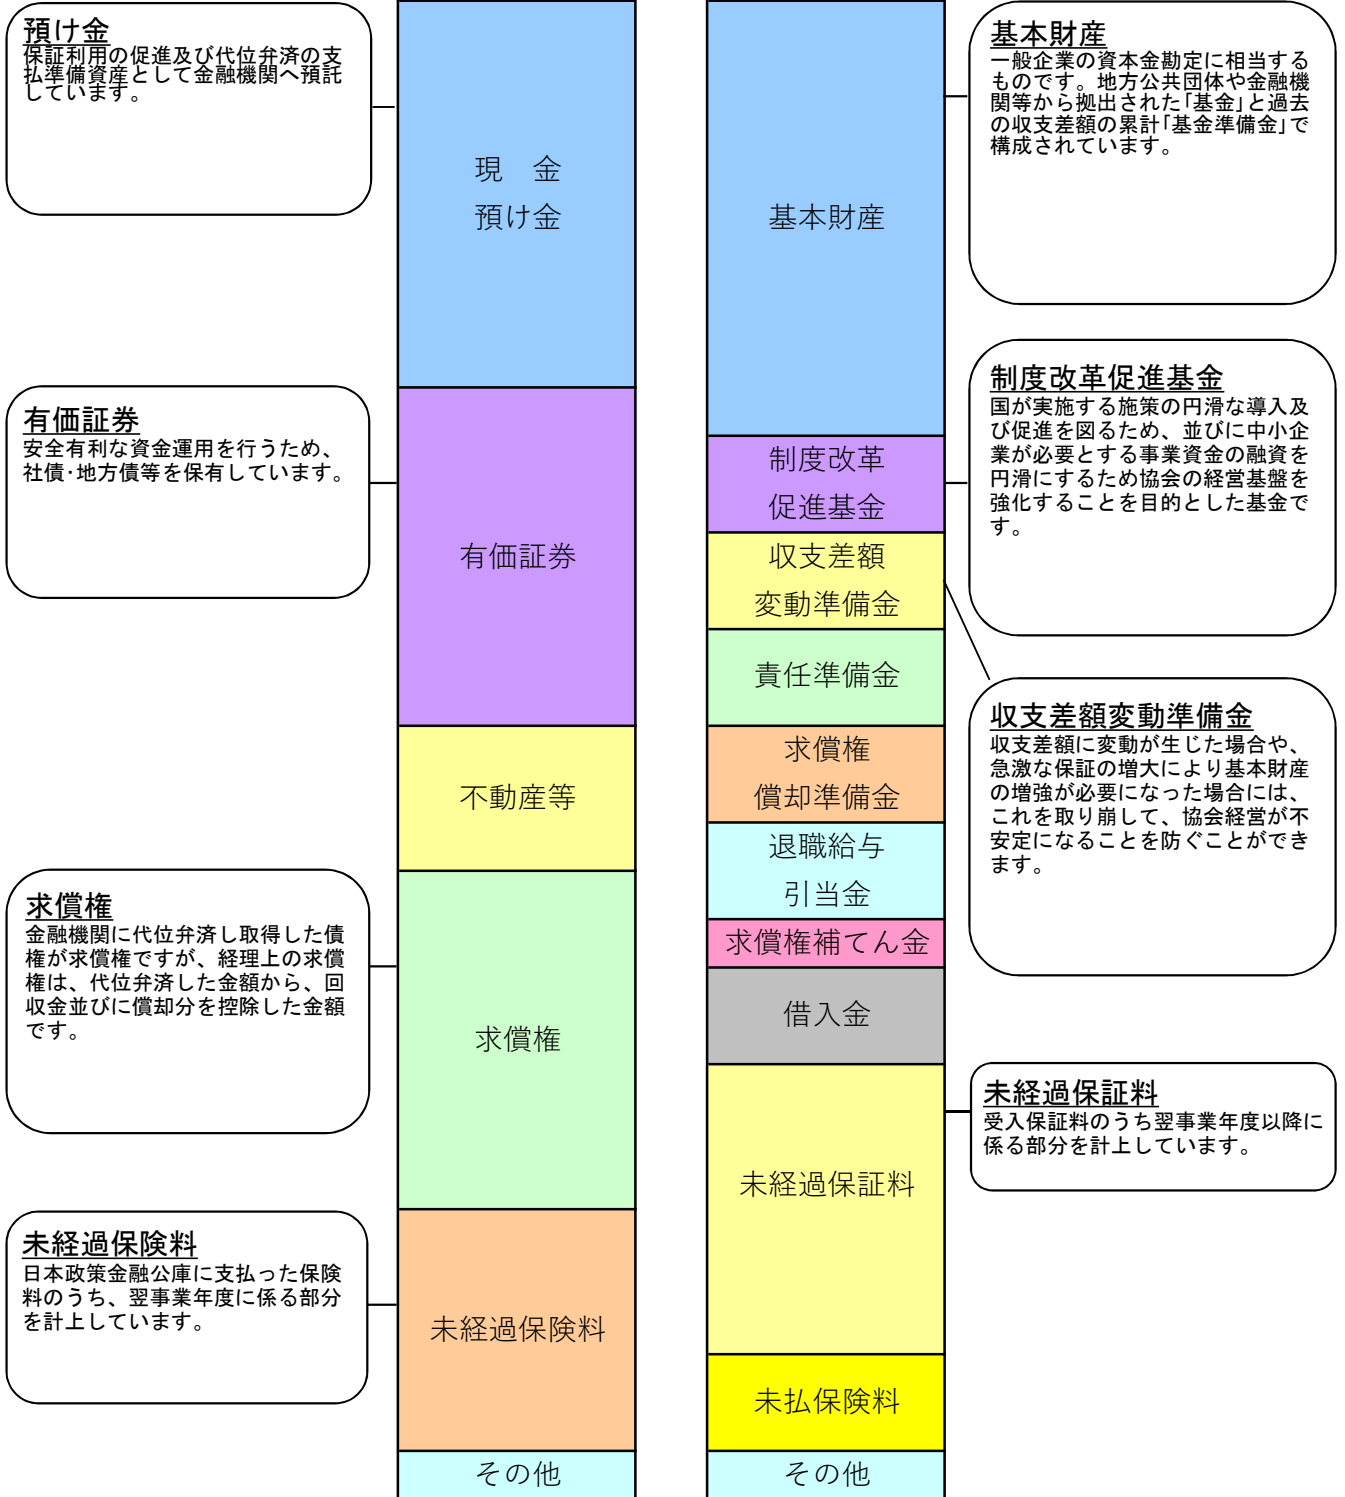 預け金
保証利用の促進及び代位弁済の支
払準備資産として金融機関へ預託
しています。
有価証券
安全有利な資金運用を行うため、
社債･地方債等を保有しています。
求償権
金融機関に代位弁済し取得した債
権が求償権ですが、経理上の求償
権は、代位弁済した金額から、回
収金並びに償却分を控除した金額
です。
未経過保険料
日本政策金融公庫に支払った保険
料のうち、翌事業年度に係る部分
を計上しています。
現　金
預け金
有価証券
不動産等
求償権
未経過保険料
その他
基本財産
制度改革
促進基金
収支差額
変動準備金
責任準備金
求償権
償却準備金
退職給与
引当金
求償権補てん金
借入金
未経過保証料
未払保険料
その他
基本財産
一般企業の資本金勘定に相当する
ものです。地方公共団体や金融機
関等から拠出された｢基金｣と過去
の収支差額の累計｢基金準備金｣で
構成されています。
制度改革促進基金
国が実施する施策の円滑な導入及
び促進を図るため、並びに中小企
業が必要とする事業資金の融資を
円滑にするため協会の経営基盤を
強化することを目的とした基金で
す。
収支差額変動準備金
収支差額に変動が生じた場合や、
急激な保証の増大により基本財産
の増強が必要になった場合には、
これを取り崩して、協会経営が不
安定になることを防ぐことができ
ます。
未経過保証料
受入保証料のうち翌事業年度以降に
係る部分を計上しています。